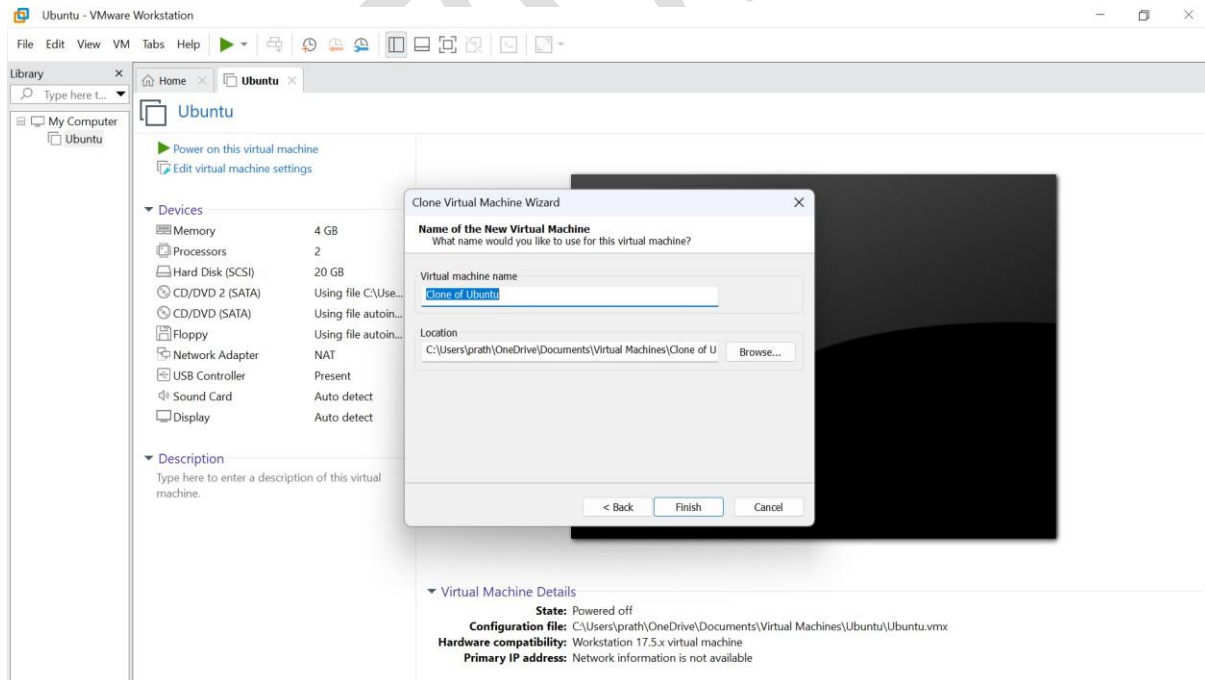 Ubuntu - VMware Workstation
File Edit View VM Tabs Help
Library
Type here t...
My Computer
Ubuntu
Home
Ubuntu
Ubuntu
Power on this virtual machine
Edit virtual machine settings
Devices
Memory 4 GB
Processors 2
Hard Disk (SCSI) 20 GB
CD/DVD 2 (SATA) Using file C:\Use...
CD/DVD (SATA) Using file autoin...
Floppy Using file autoin...
Network Adapter NAT
USB Controller Present
Sound Card Auto detect
Display Auto detect
Description
Type here to enter a description of this virtual
machine.
Clone Virtual Machine Wizard
Name of the New Virtual Machine
What name would you like to use for this virtual machine?
Virtual machine name
Clone of Ubuntu
Location
C:\Users\prath\OneDrive\Documents\Virtual Machines\Clone of U
Browse...
< Back Finish Cancel
Virtual Machine Details
State: Powered off
Configuration file: C:\Users\prath\OneDrive\Documents\Virtual Machines\Ubuntu\Ubuntu.vmx
Hardware compatibility: Workstation 17.5.x virtual machine
Primary IP address: Network information is not available